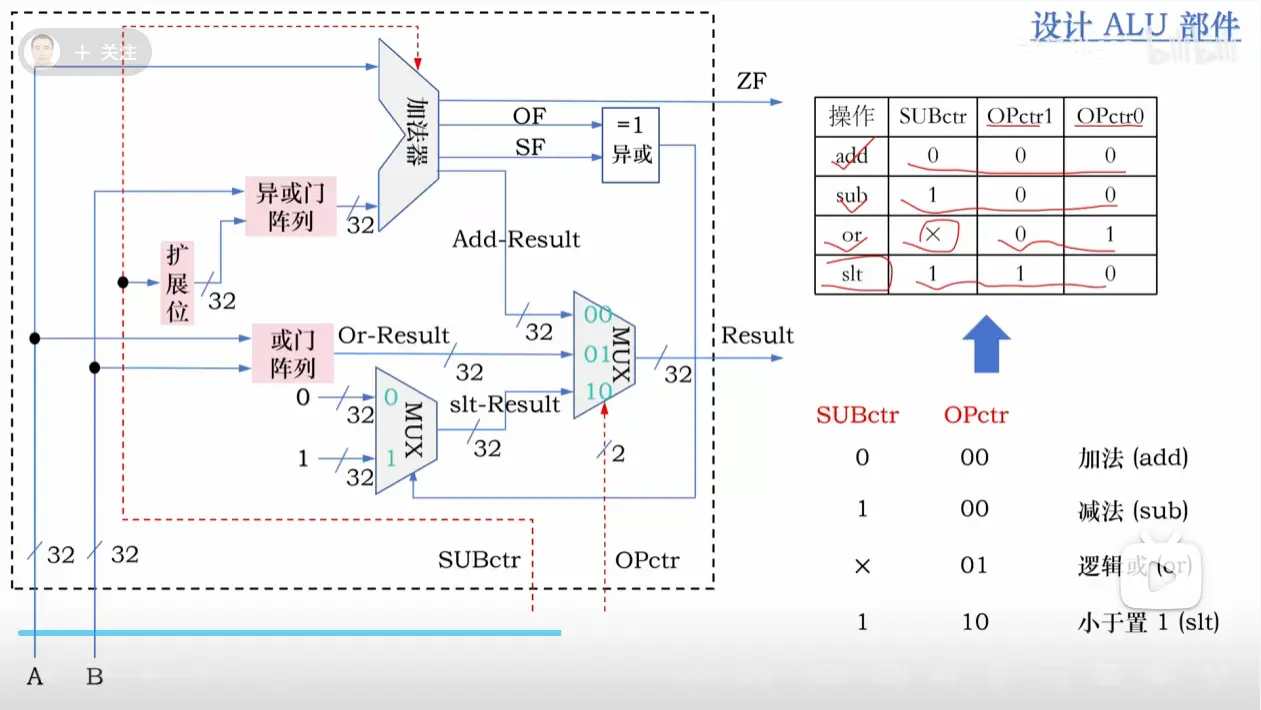 设计 ALU 部件
+ 关注
bilibili
ZF
OF
SF
=1
异或
加法器
异或门
阵列
32
扩展位
32
Add-Result
或门
阵列
Or-Result
32
32
00
01
10
MUX
Result
32
0
32
0
MUX
1
1
32
slt-Result
32
2
SUBctr
OPctr
32
32
A
B
操作 SUBctr OPctr1 OPctr0
add 0 0 0
sub 1 0 0
or × 0 1
slt 1 1 0
SUBctr OPctr
0 00 加法 (add)
1 00 减法 (sub)
× 01 逻辑或 (or)
1 10 小于置 1 (slt)